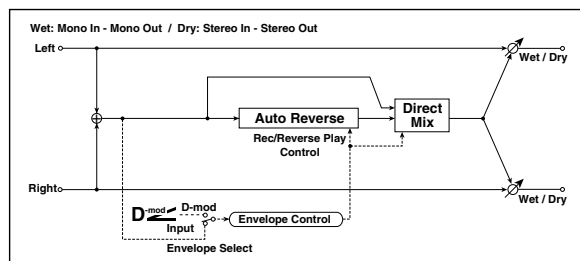 Wet: Mono In - Mono Out / Dry: Stereo In - Stereo Out
Left
Wet / Dry
Auto Reverse
Direct
Mix
Rec/Reverse Play
Control
Right
Wet / Dry
D-mod
D-mod
Input
Envelope Control
Envelope Select